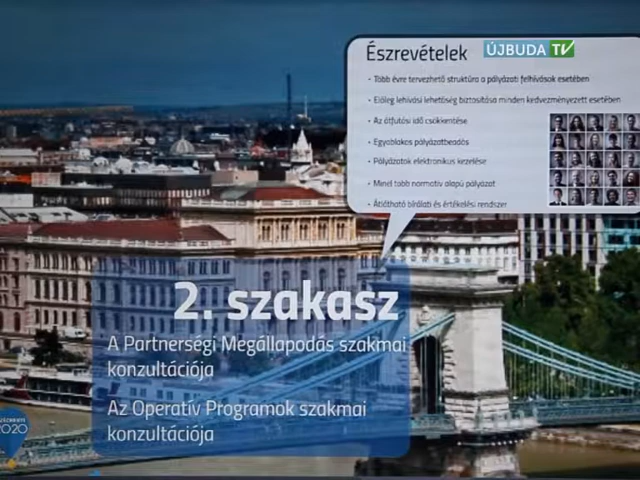 Észrevételek
ÚJBUDA TV
• Több évre tervezhető struktúra a pályázati felhívások esetében
• Előleg lehívási lehetőség biztosítása minden kedvezményezett esetében
• Az átfutási idő csökkentése
• Egyablakos pályázatbeadás
• Pályázatok elektronikus kezelése
• Minél több normatív alapú pályázat
• Átlátható bírálati és értékelési rendszer
2. szakasz
A Partnerségi Megállapodás szakmai
konzultációja
Az Operatív Programok szakmai
konzultációja
2020